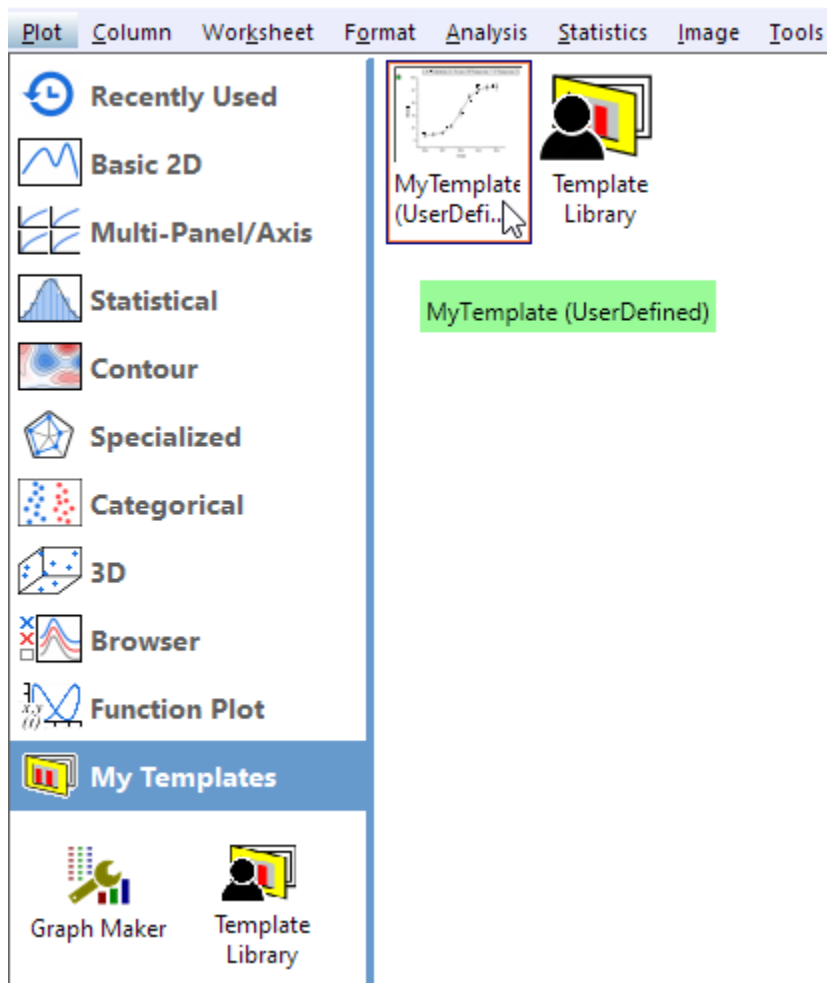 Plot Column Worksheet Format Analysis Statistics Image Tools
Recently Used
Basic 2D
Multi-Panel/Axis
Statistical
Contour
Specialized
Categorical
3D
Browser
Function Plot
My Templates
Graph Maker
Template
Library
MyTemplate
(UserDefi..
Template
Library
MyTemplate (UserDefined)